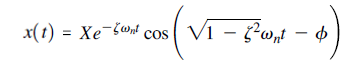 x(t) = Xe^{-ζω_n t} cos(√(1 − ζ²)ω_n t − ϕ)